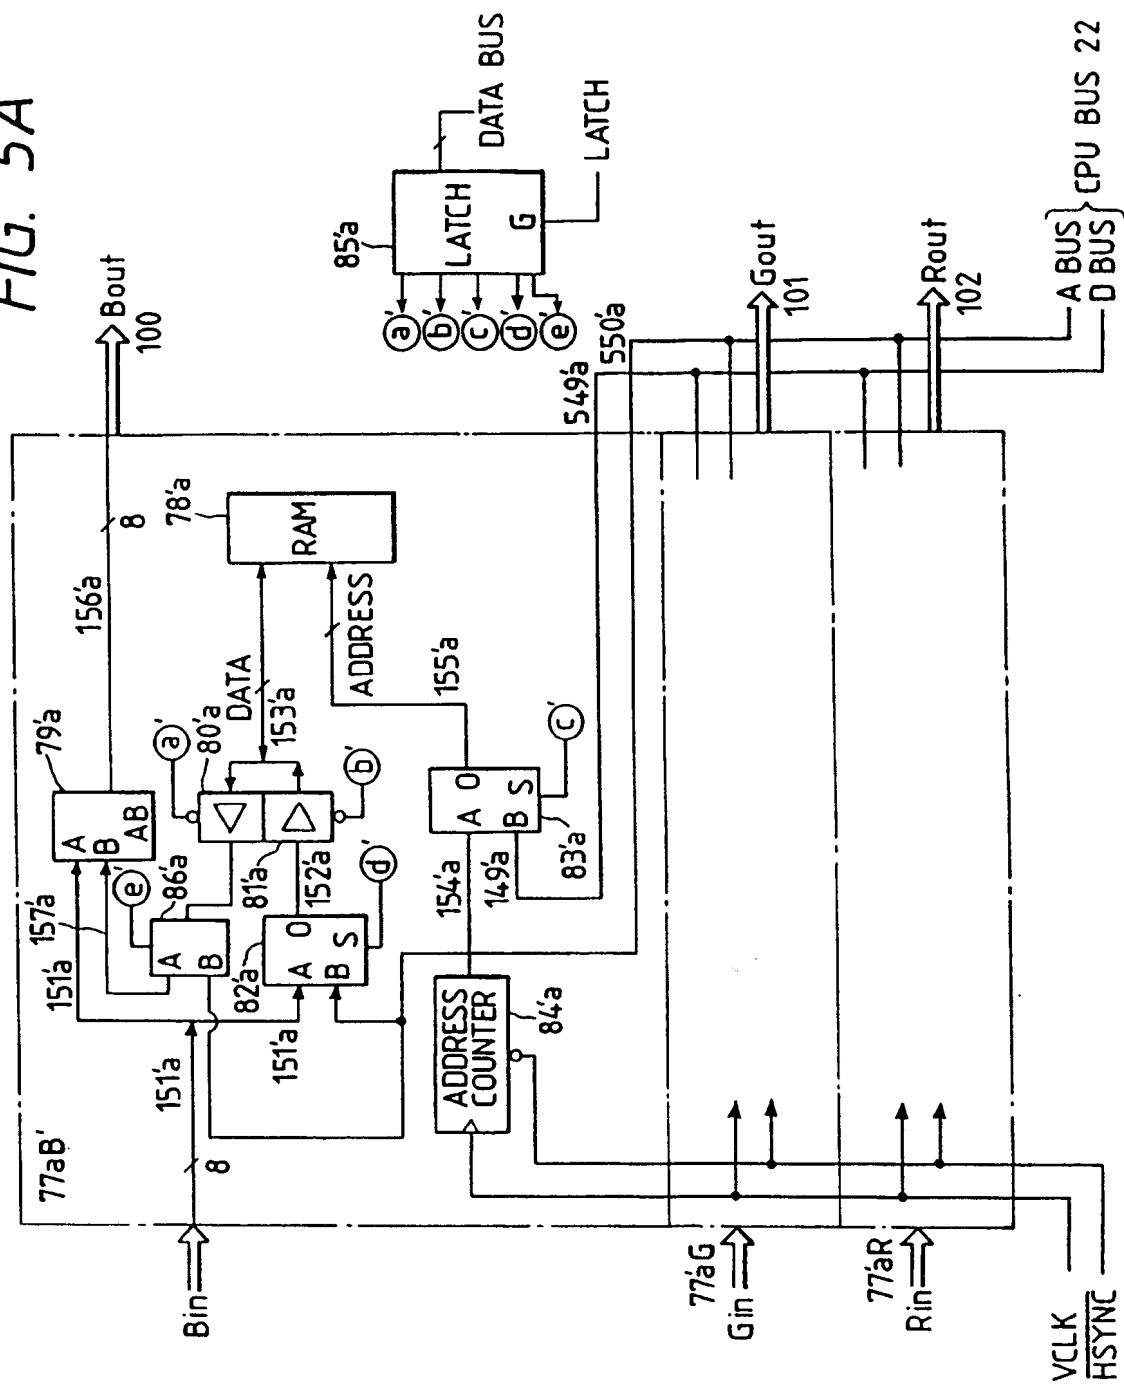 FIG. 5A
77aB'
Bin
151'a
8
151'a
157'a
e'
86'a
A
B
79'a
A
B
AB
156'a
8
Bout
100
a'
80'a
DATA
153'a
78'a
RAM
ADDRESS
81'a
152'a
b'
151'a
82'a
A
B
O
S
d'
155'a
154'a
149'a
A
B
O
S
83'a
c'
ADDRESS
COUNTER
84'a
85'a
LATCH
G
DATA BUS
LATCH
a'
b'
c'
d'
e'
549'a
550'a
77'aG
Gin
Gout
101
77'aR
Rin
Rout
102
VCLK
HSYNC
A BUS
D BUS
CPU BUS 22